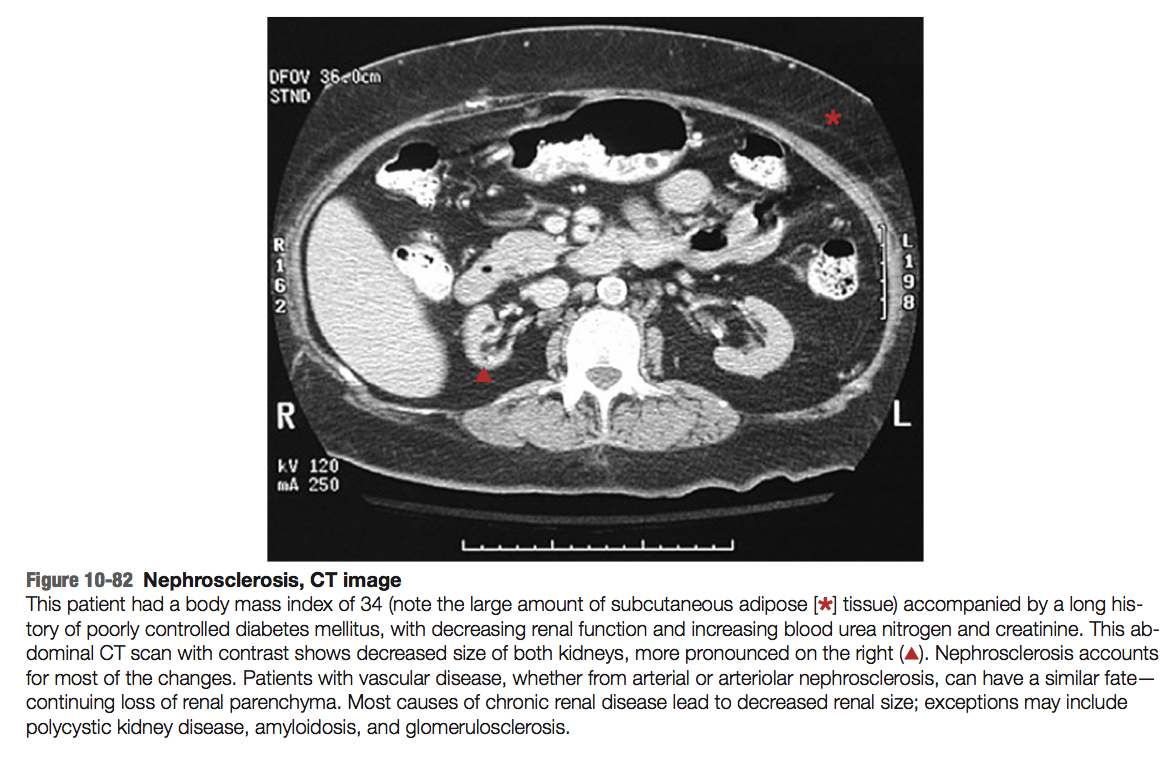 DFOV 36.0cm
STND
R
1
6
2
L
1
9
8
R
L
kV 120
mA 250
Figure 10-82 Nephrosclerosis, CT image
This patient had a body mass index of 34 (note the large amount of subcutaneous adipose [*] tissue) accompanied by a long his-
tory of poorly controlled diabetes mellitus, with decreasing renal function and increasing blood urea nitrogen and creatinine. This ab-
dominal CT scan with contrast shows decreased size of both kidneys, more pronounced on the right (▲). Nephrosclerosis accounts
for most of the changes. Patients with vascular disease, whether from arterial or arteriolar nephrosclerosis, can have a similar fate—
continuing loss of renal parenchyma. Most causes of chronic renal disease lead to decreased renal size; exceptions may include
polycystic kidney disease, amyloidosis, and glomerulosclerosis.